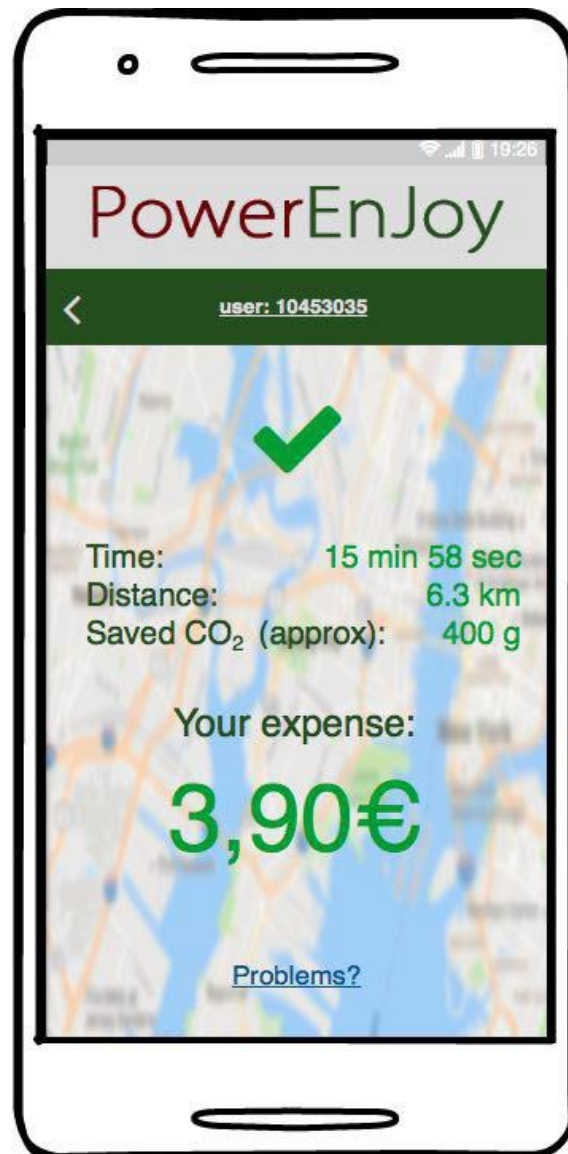 19:26
PowerEnJoy
user: 10453035
Time: 15 min 58 sec
Distance: 6.3 km
Saved CO₂ (approx): 400 g
Your expense:
3,90€
Problems?